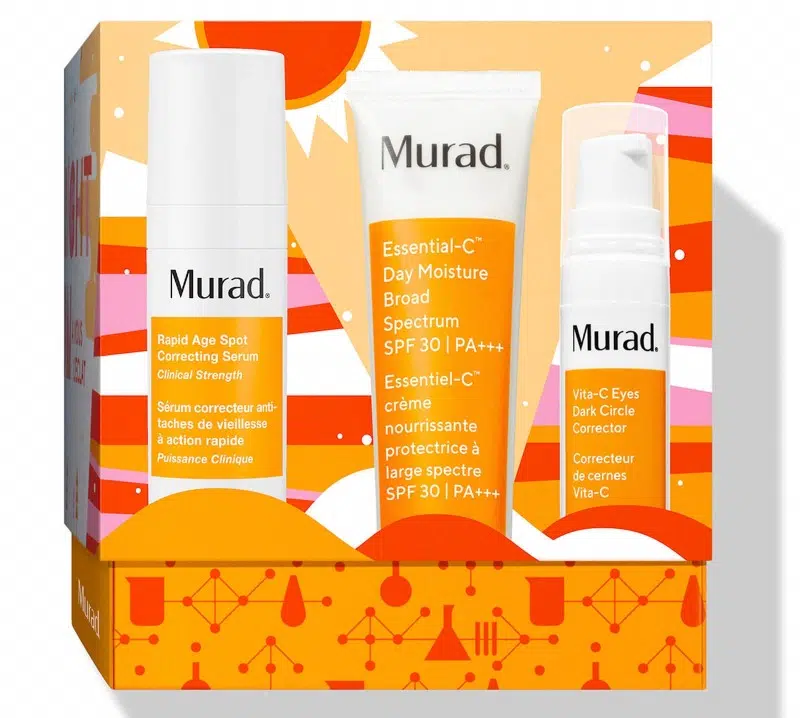 Murad.
Rapid Age Spot
Correcting Serum
Clinical Strength
Sérum correcteur anti-
taches de vieillesse
à action rapide
Puissance Clinique
Murad.
Essential-C™
Day Moisture
Broad
Spectrum
SPF 30 | PA+++
Essentiel-C™
crème
nourrissante
protectrice à
large spectre
SPF 30 | PA+++
Murad.
Vita-C Eyes
Dark Circle
Corrector
Correcteur
de cernes
Vita-C
Murad.